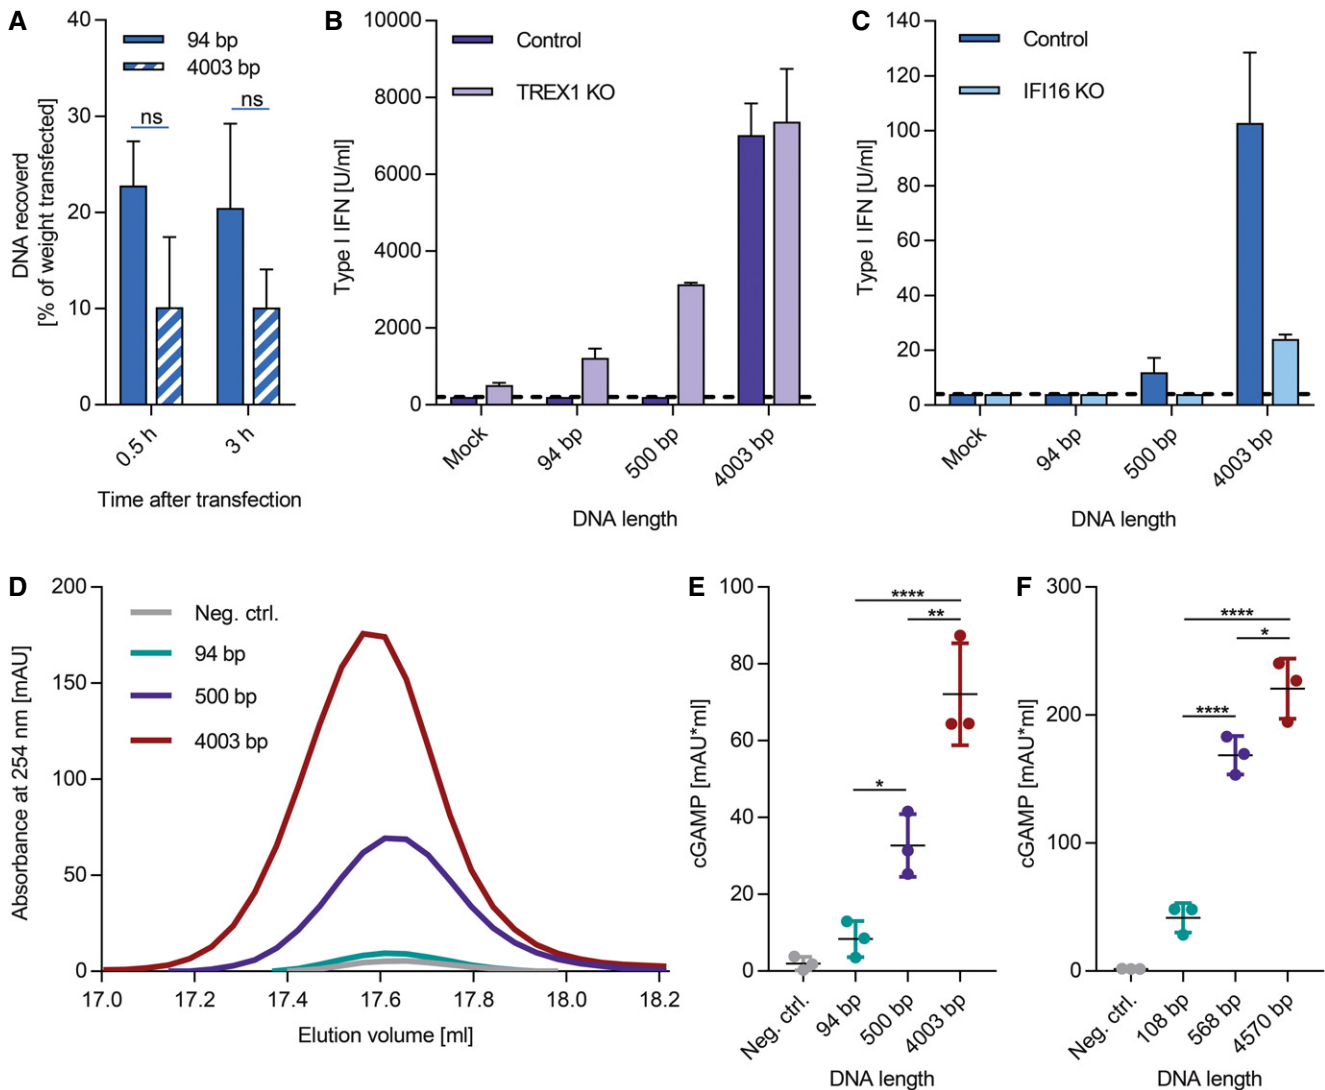 A
40
30
20
10
0
DNA recoverd
[% of weight transfected]
94 bp
4003 bp
ns
ns
0.5 h
3 h
Time after transfection
B
10000
8000
6000
4000
2000
0
Type I IFN [U/ml]
Control
TREX1 KO
Mock
94 bp
500 bp
4003 bp
DNA length
C
140
120
100
80
60
40
20
0
Type I IFN [U/ml]
Control
IFI16 KO
Mock
94 bp
500 bp
4003 bp
DNA length
D
200
150
100
50
0
Absorbance at 254 nm [mAU]
Neg. ctrl.
94 bp
500 bp
4003 bp
17.0
17.2
17.4
17.6
17.8
18.0
18.2
Elution volume [ml]
E
100
80
60
40
20
0
cGAMP [mAU*ml]
****
**
*
Neg. ctrl.
94 bp
500 bp
4003 bp
DNA length
F
300
200
100
0
cGAMP [mAU*ml]
****
*
****
Neg. ctrl.
108 bp
568 bp
4570 bp
DNA length